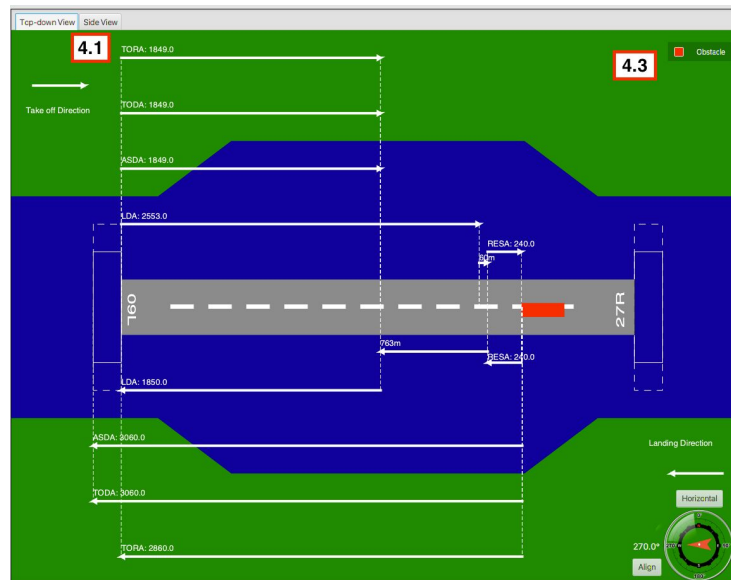 Top-down View Side View
4.1
TORA: 1849.0
4.3
Obstacle
Take off Direction
TODA: 1849.0
ASDA: 1849.0
LDA: 2553.0
RESA: 240.0
60m
09L
27R
763m
RESA: 240.0
LDA: 1850.0
ASDA: 3060.0
Landing Direction
TODA: 3060.0
Horizontal
270.0°
TORA: 2860.0
Align